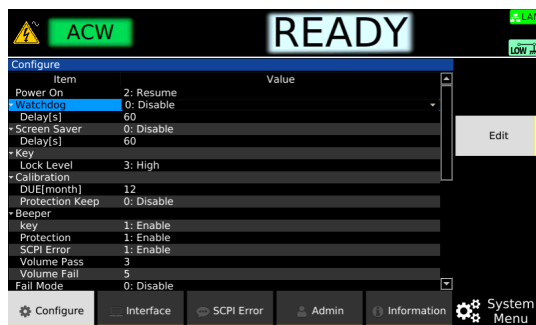 ACW
READY
LAN
LOW
Configure
Item Value
Power On 2: Resume
Watchdog 0: Disable
Delay[s] 60
Screen Saver 0: Disable
Delay[s] 60
Key
Lock Level 3: High
Calibration
DUE[month] 12
Protection Keep 0: Disable
Beeper
key 1: Enable
Protection 1: Enable
SCPI Error 1: Enable
Volume Pass 3
Volume Fail 5
Fail Mode 0: Disable
Edit
Configure Interface SCPI Error Admin Information System
Menu